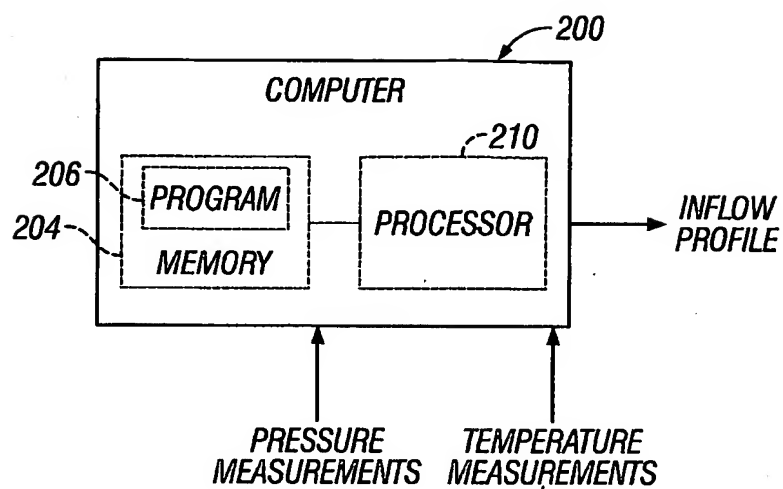 200
COMPUTER
210
206
PROGRAM
PROCESSOR
204
MEMORY
INFLOW
PROFILE
PRESSURE
MEASUREMENTS
TEMPERATURE
MEASUREMENTS